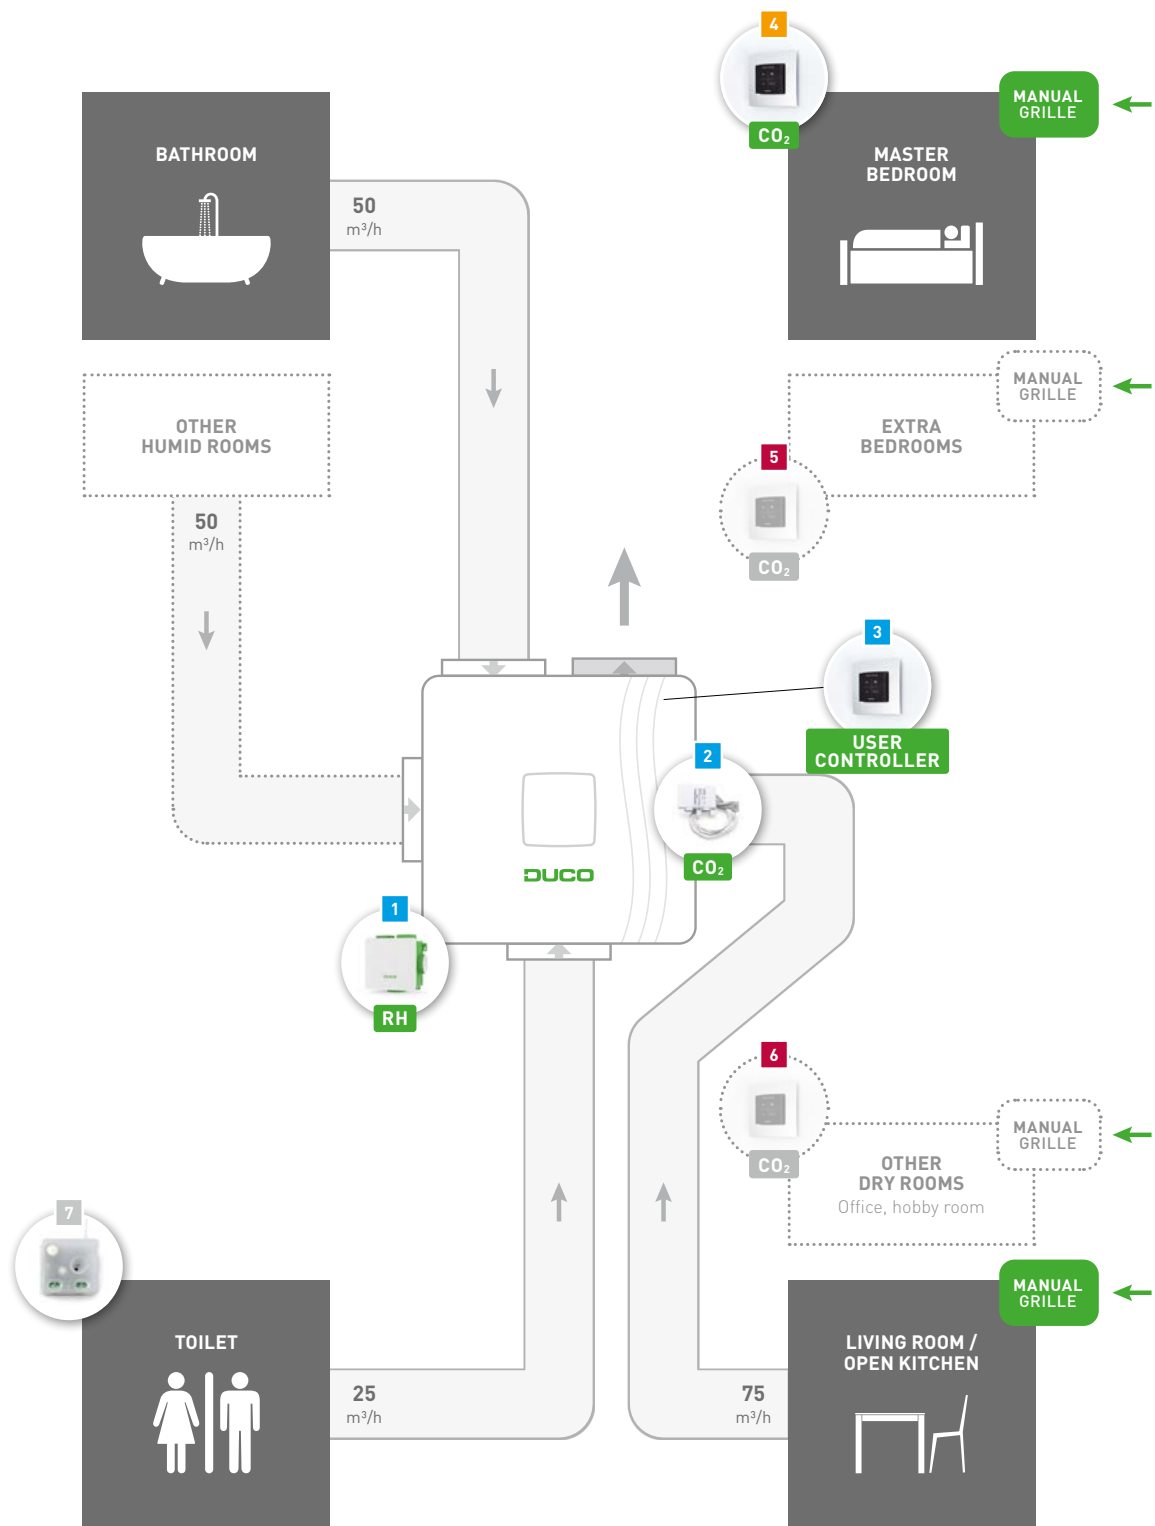 4
CO₂
MANUAL
GRILLE
BATHROOM
MASTER
BEDROOM
50
m³/h
MANUAL
GRILLE
OTHER
HUMID ROOMS
EXTRA
BEDROOMS
5
CO₂
50
m³/h
3
USER
CONTROLLER
2
CO₂
DUCO
1
RH
6
CO₂
MANUAL
GRILLE
OTHER
DRY ROOMS
Office, hobby room
7
MANUAL
GRILLE
TOILET
LIVING ROOM /
OPEN KITCHEN
25
m³/h
75
m³/h